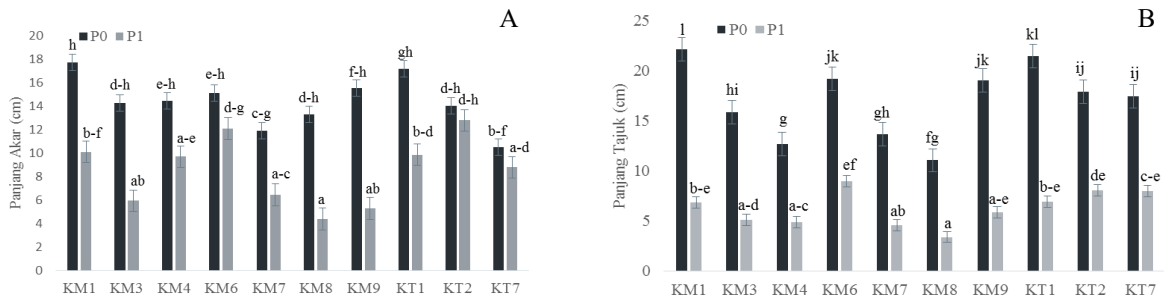 A
P0 P1
Panjang Akar (cm)
20
18
16
14
12
10
8
6
4
2
0
h
b-f
d-h
ab
e-h
a-e
e-h
d-g
c-g
a-c
d-h
a
f-h
ab
gh
b-d
d-h
d-h
b-f
a-d
KM1 KM3 KM4 KM6 KM7 KM8 KM9 KT1 KT2 KT7
B
P0 P1
Panjang Tajuk (cm)
25
20
15
10
5
0
l
b-e
hi
a-d
g
a-c
jk
ef
gh
ab
fg
a
jk
a-e
kl
b-e
ij
de
ij
c-e
KM1 KM3 KM4 KM6 KM7 KM8 KM9 KT1 KT2 KT7